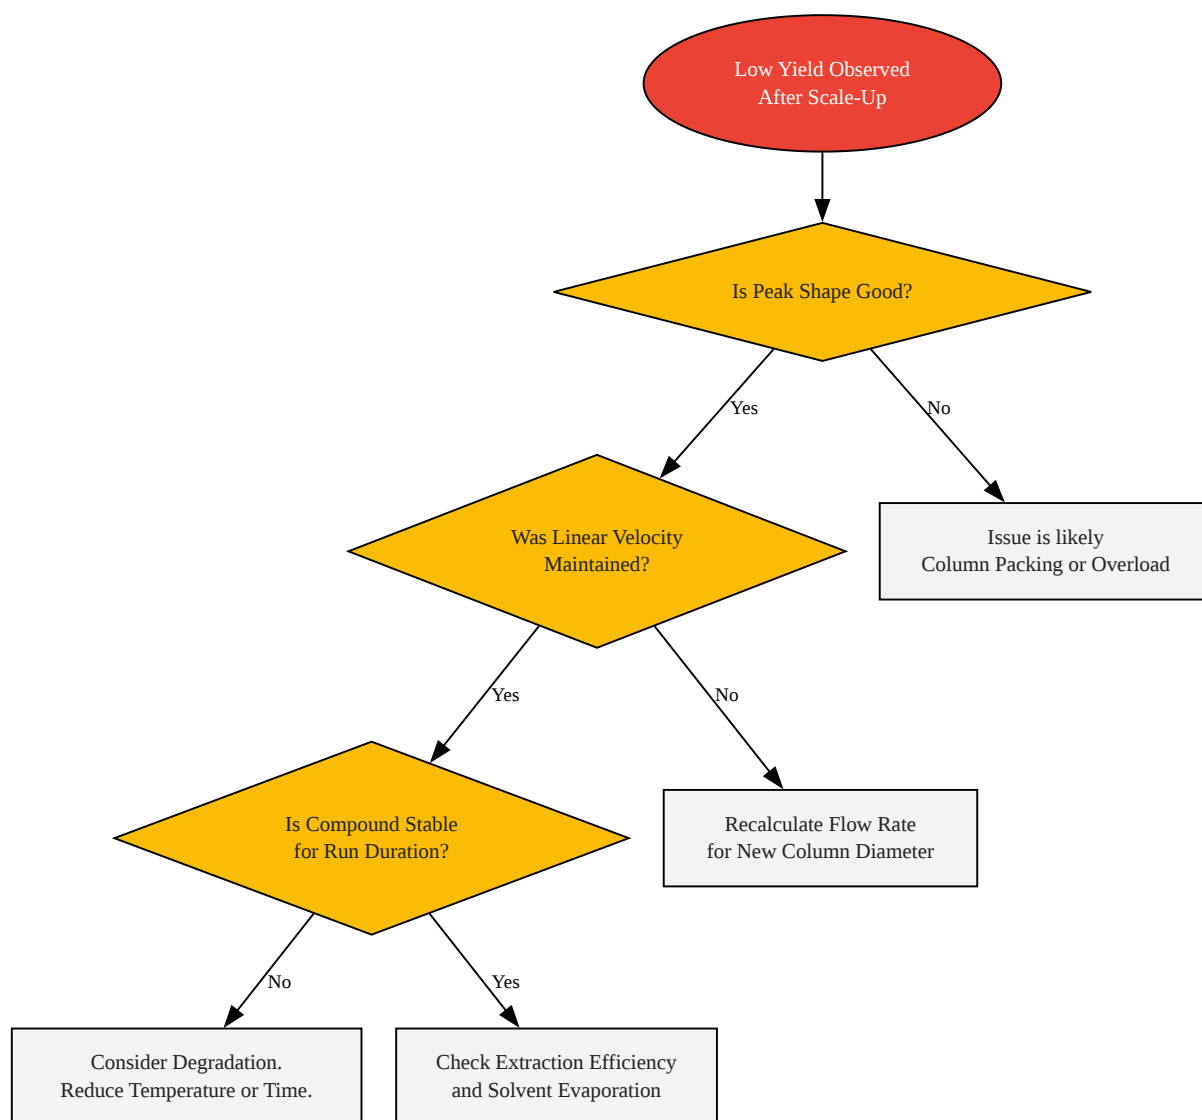 Low Yield Observed
After Scale-Up
Is Peak Shape Good?
Yes
No
Was Linear Velocity
Maintained?
Issue is likely
Column Packing or Overload
Yes
No
Is Compound Stable
for Run Duration?
Recalculate Flow Rate
for New Column Diameter
No
Yes
Consider Degradation.
Reduce Temperature or Time.
Check Extraction Efficiency
and Solvent Evaporation